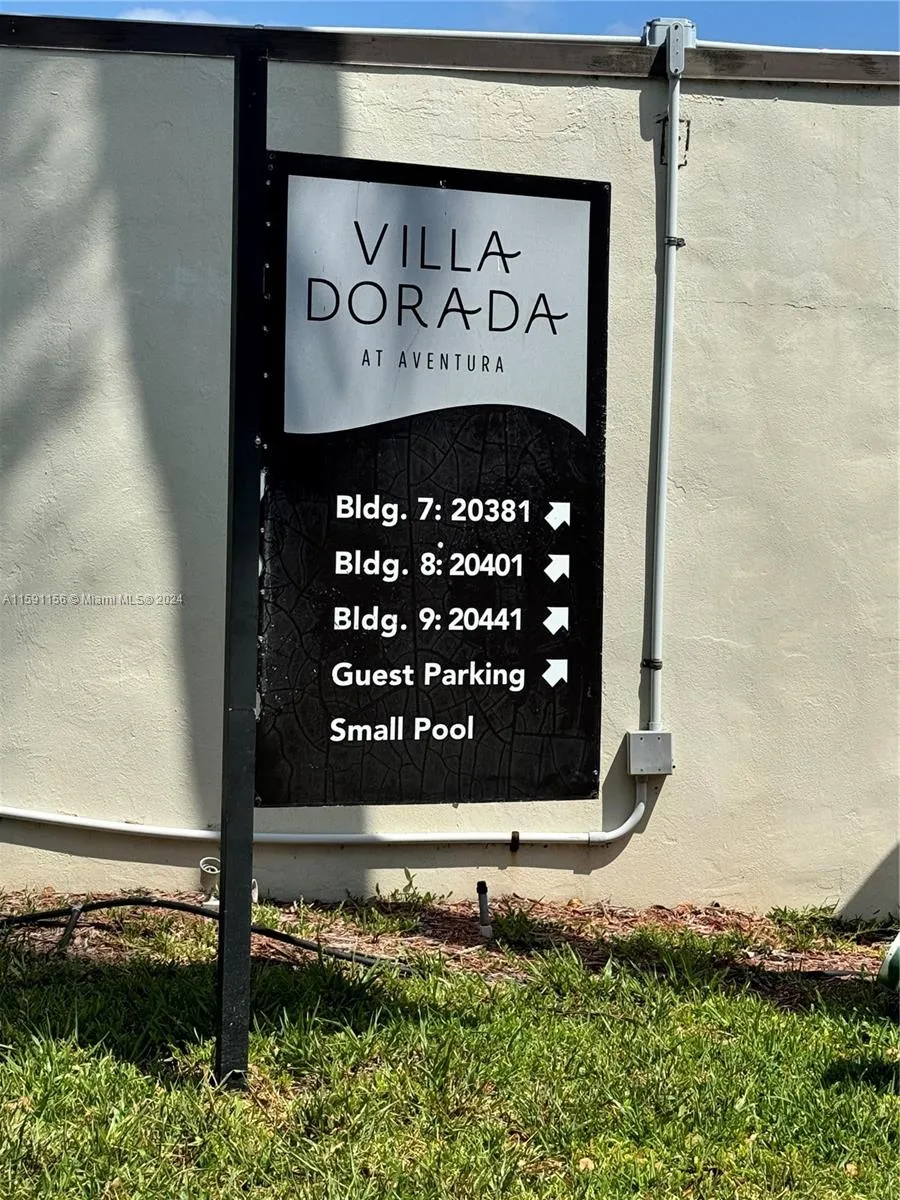 VILLA
DORADA
AT AVENTURA
Bldg. 7: 20381
Bldg. 8: 20401
Bldg. 9: 20441
Guest Parking
Small Pool
A11591156 © Miami MLS © 2024